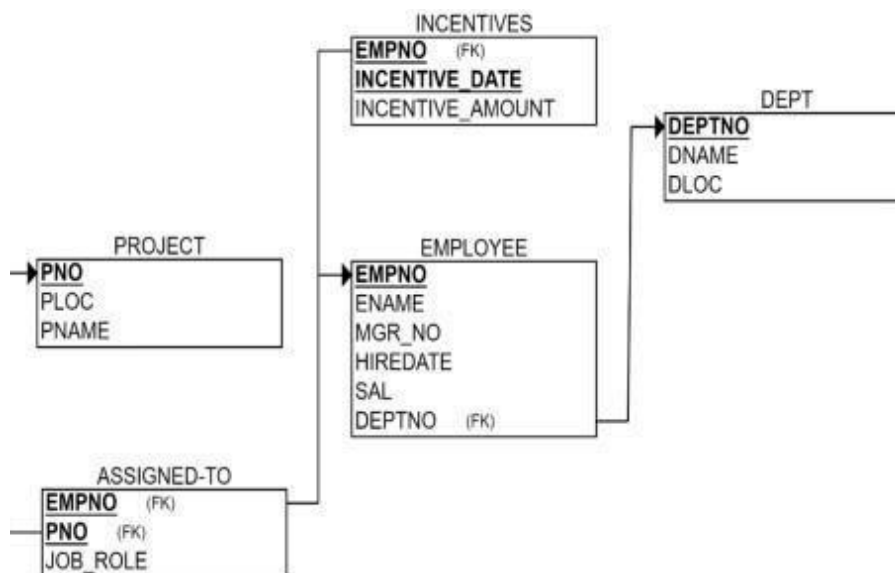 INCENTIVES
EMPNO (FK)
INCENTIVE_DATE
INCENTIVE_AMOUNT
DEPT
DEPTNO
DNAME
DLOC
PROJECT
PNO
PLOC
PNAME
EMPLOYEE
EMPNO
ENAME
MGR_NO
HIREDATE
SAL
DEPTNO (FK)
ASSIGNED-TO
EMPNO (FK)
PNO (FK)
JOB_ROLE